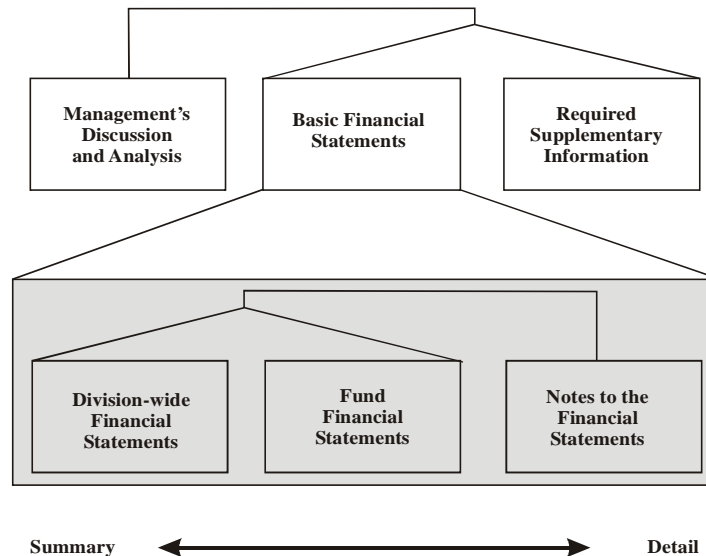 Management's
Discussion
and Analysis
Basic Financial
Statements
Required
Supplementary
Information
Division-wide
Financial
Statements
Fund
Financial
Statements
Notes to the
Financial
Statements
Summary
Detail